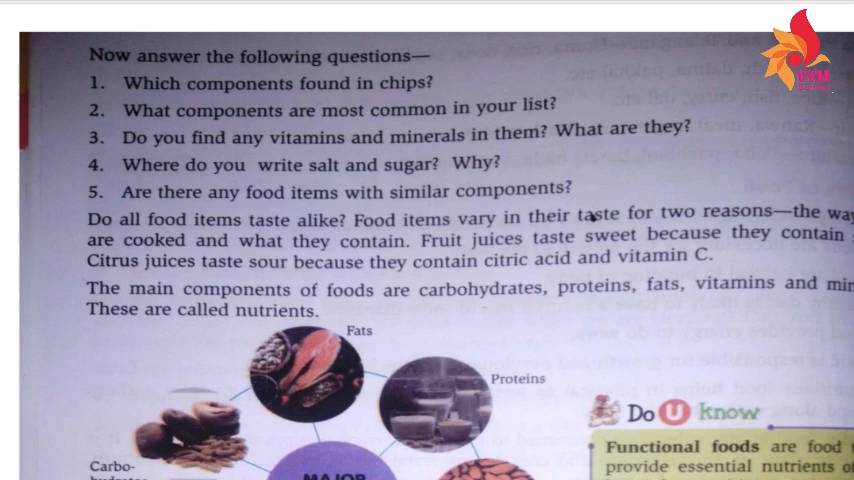 Now answer the following questions—
1. Which components found in chips?
2. What components are most common in your list?
3. Do you find any vitamins and minerals in them? What are they?
4. Where do you write salt and sugar? Why?
5. Are there any food items with similar components?
Do all food items taste alike? Food items vary in their taste for two reasons—the way
are cooked and what they contain. Fruit juices taste sweet because they contain
Citrus juices taste sour because they contain citric acid and vitamin C.
The main components of foods are carbohydrates, proteins, fats, vitamins and
These are called nutrients.
Fats
Proteins
Carbo-
MAJOR
Do U know
Functional foods are food
provide essential nutrients
VVM